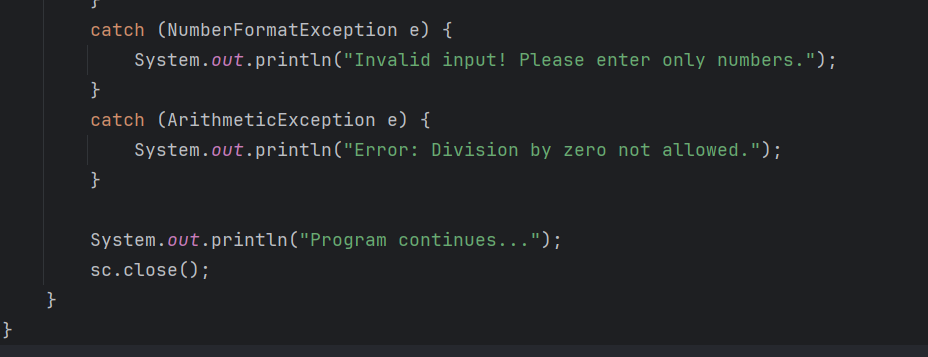 }
catch (NumberFormatException e) {
System.out.println("Invalid input! Please enter only numbers.");
}
catch (ArithmeticException e) {
System.out.println("Error: Division by zero not allowed.");
}
System.out.println("Program continues...");
sc.close();
}
}